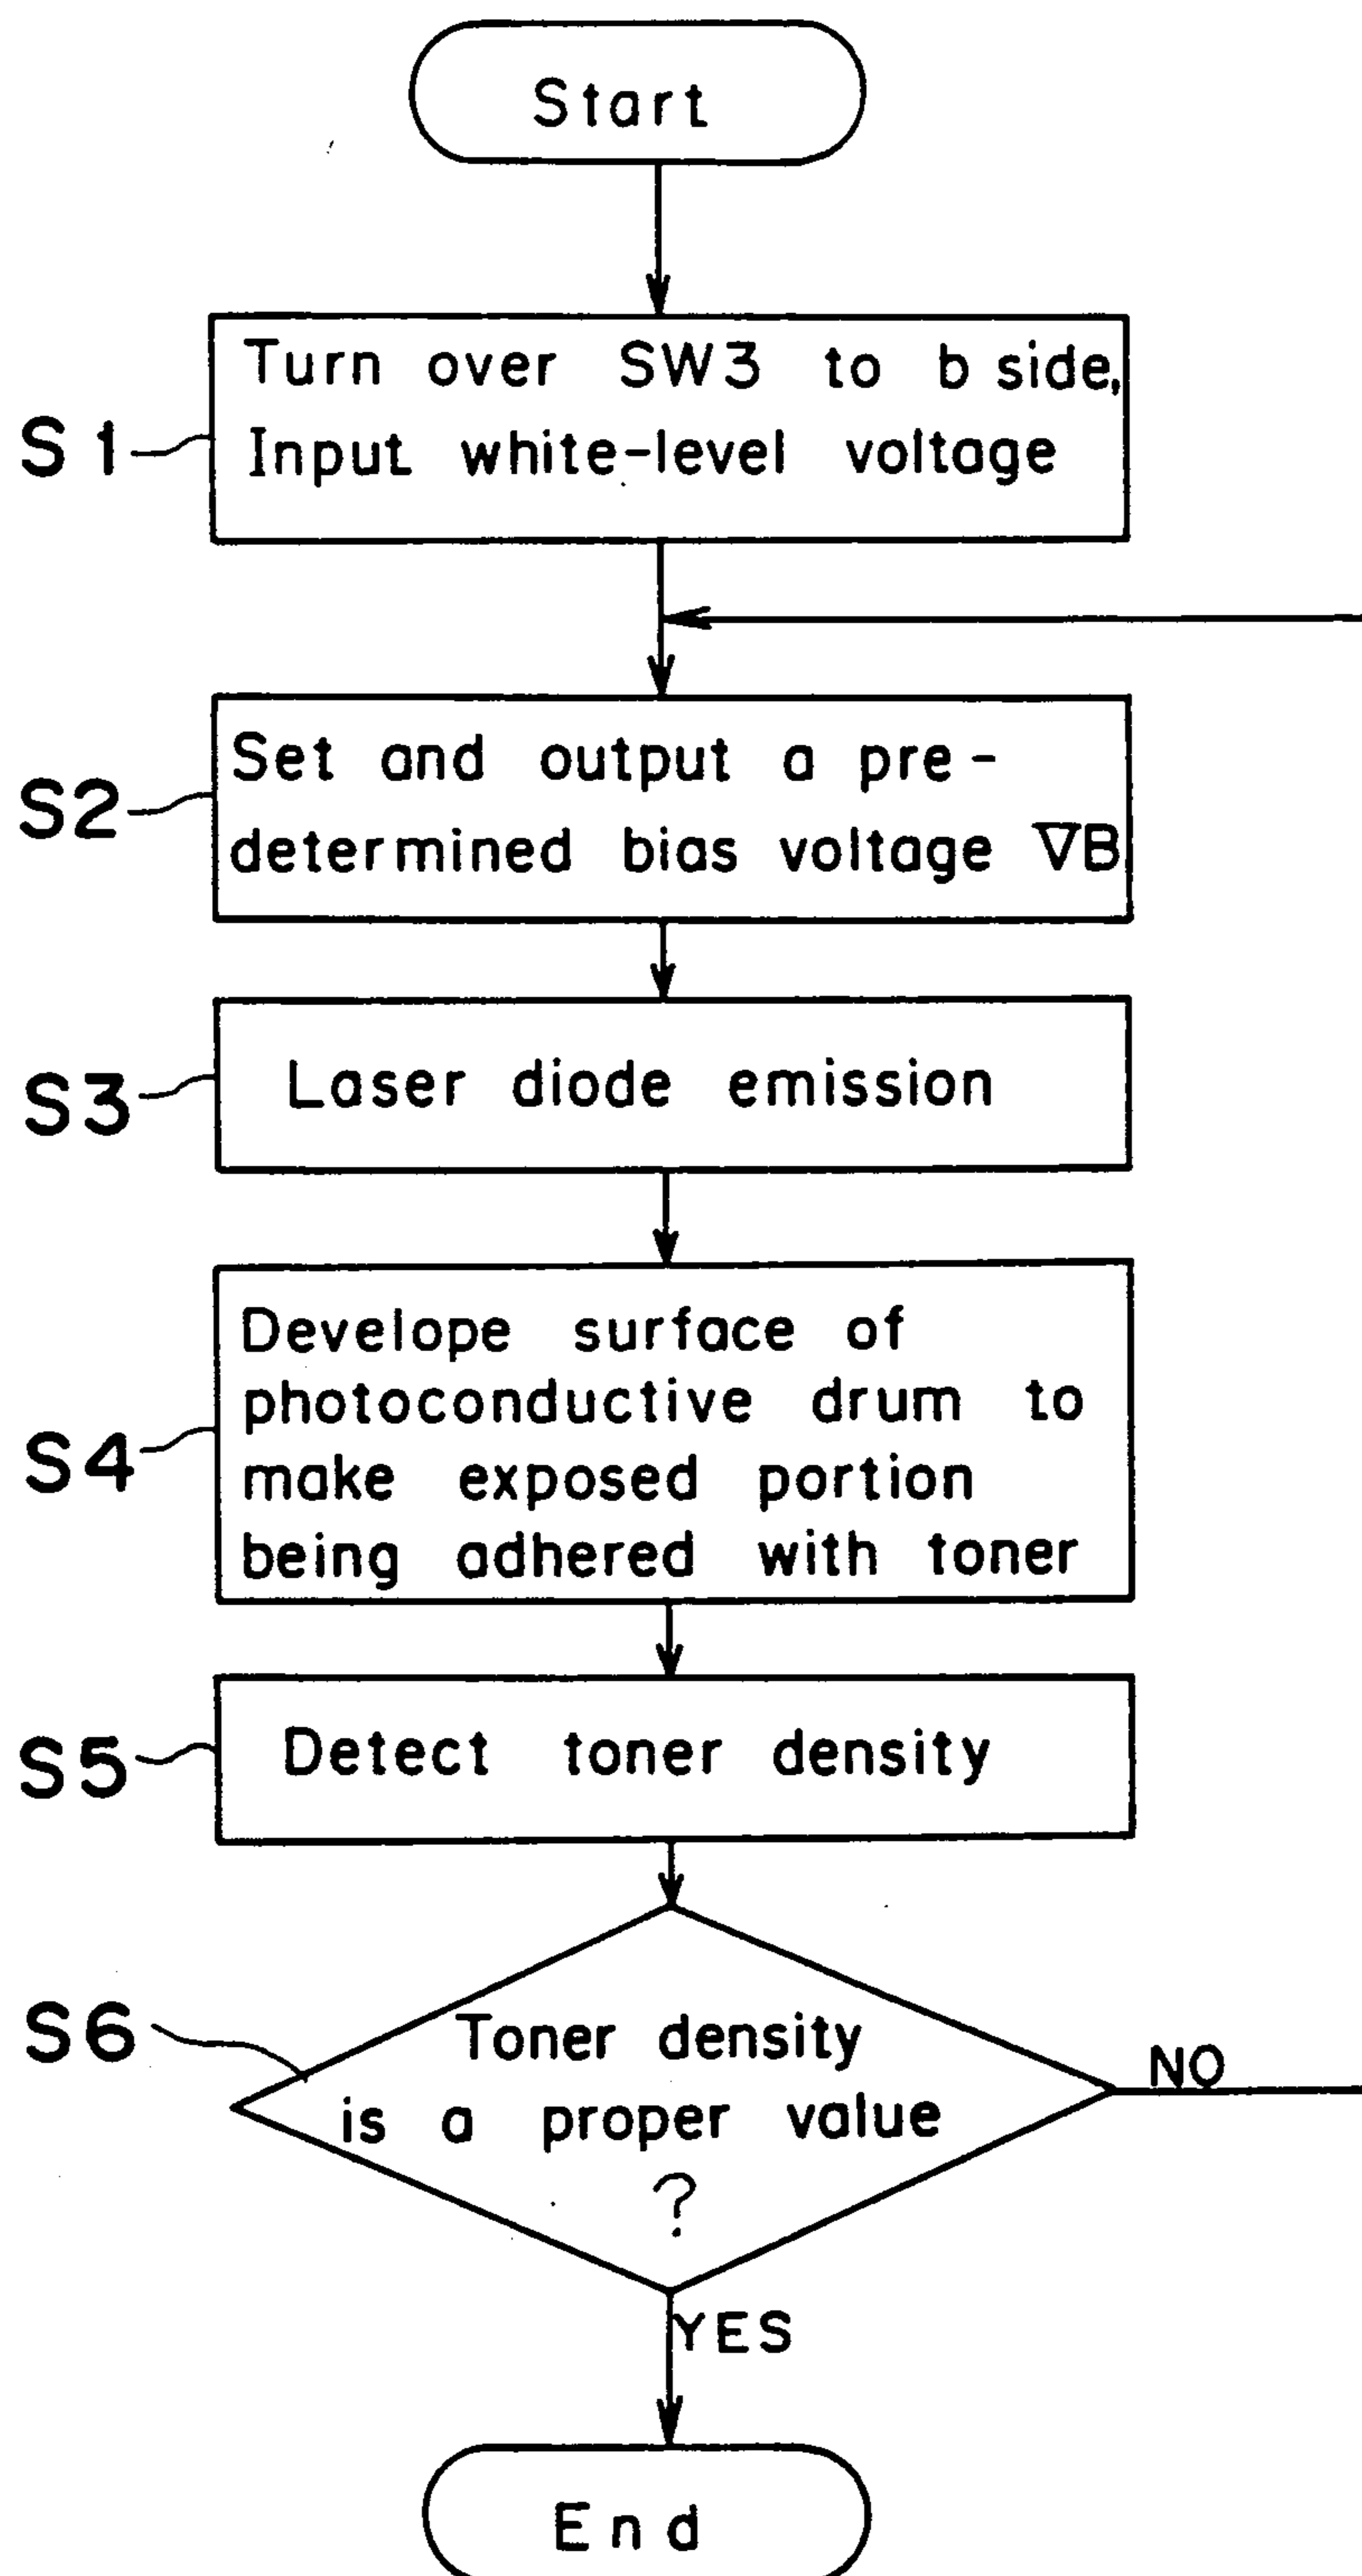 Start
S1
Turn over SW3 to b side,
Input white-level voltage
S2
Set and output a pre-
determined bias voltage VB
S3
Laser diode emission
S4
Develope surface of
photoconductive drum to
make exposed portion
being adhered with toner
S5
Detect toner density
S6
Toner density
is a proper value
?
NO
YES
End